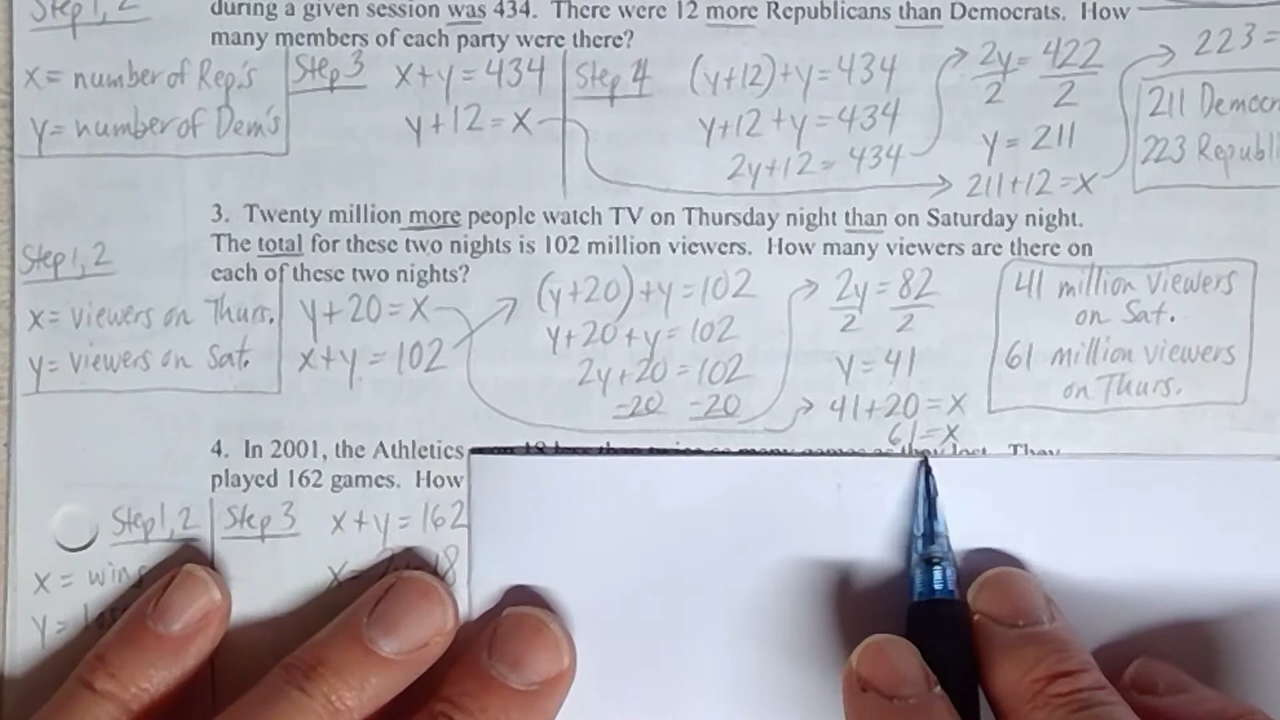 Step 1, 2
during a given session was 434. There were 12 more Republicans than Democrats. How
many members of each party were there?
x = number of Rep's
y = number of Dem's
Step 3
x + y = 434
y + 12 = x
Step 4
(y+12) + y = 434
y + 12 + y = 434
2y + 12 = 434
2y = 422
2 2
y = 211
211 + 12 = x
223 =
211 Democr
223 Republi
3. Twenty million more people watch TV on Thursday night than on Saturday night.
The total for these two nights is 102 million viewers. How many viewers are there on
each of these two nights?
Step 1, 2
x = viewers on Thurs.
y = viewers on Sat.
y + 20 = x
x + y = 102
(y+20) + y = 102
y + 20 + y = 102
2y + 20 = 102
-20 -20
2y = 82
2 2
y = 41
41 + 20 = x
61 = x
41 million viewers
on Sat.
61 million viewers
on Thurs.
4. In 2001, the Athletics
played 162 games. How
Step 1, 2
x = wins
y =
Step 3
x + y = 162